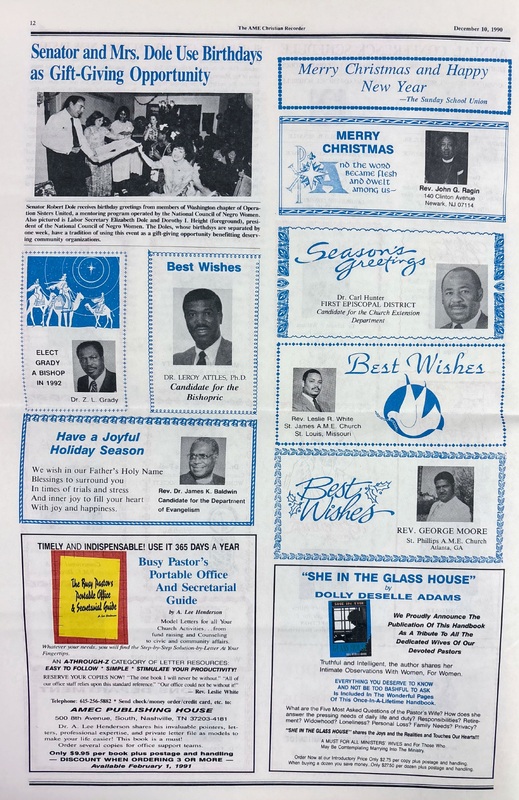 12
The AME Christian Recorder
December 10, 1990
Senator and Mrs. Dole Use Birthdays
as Gift-Giving Opportunity
Senator Robert Dole receives birthday greetings from members of Washington chapter of Opera-
tion Sisters United, a mentoring program operated by the National Council of Negro Women.
Also pictured is Labor Secretary Elizabeth Dole and Dorothy I. Height (foreground), presi-
dent of the National Council of Negro Women. The Doles, whose birthdays are separated by
one week, have a tradition of using this event as a gift-giving opportunity benefitting deserv-
ing community organizations.
ELECT
GRADY
A BISHOP
IN 1992
Dr. Z. L. Grady
Best Wishes
DR. LEROY ATTLES, Ph.D.
Candidate for the
Bishopric
Have a Joyful
Holiday Season
We wish in our Father's Holy Name
Blessings to surround you
In times of trials and stress
And inner joy to fill your heart
With joy and happiness.
Rev. Dr. James K. Baldwin
Candidate for the Department
of Evangelism
TIMELY AND INDISPENSABLE! USE IT 365 DAYS A YEAR
The Busy Pastor's
Portable Office
& Secretarial Guide
Busy Pastor's
Portable Office
And Secretarial
Guide
by A. Lee Henderson
Model Letters for all Your
Church Activities. . .from
fund raising and Counseling
to civic and community affairs.
Whatever your needs, you will find the Step-by-Step Solution-by-Letter At Your
Fingertips.
AN A-THROUGH-Z CATEGORY OF LETTER RESOURCES.
EASY TO FOLLOW * SIMPLE * STIMULATE YOUR PRODUCTIVITY!
RESERVE YOUR COPIES NOW! "The one book I will never be without." "All of
our office staff relies upon this standard reference." "Our office could not be without it"
— Rev. Leslie White
Telephone: 615-256-5882 * Send check/money order/credit card, etc. to:
AMEC PUBLISHING HOUSE
500 8th Avenue, South, Nashville, TN 37203-4181
Dr. A. Lee Henderson shares his invaluable pointers, let-
ters, professional expertise, and private letter file as models to
make your life easier! This book is a must!
Order several copies for office support teams.
Only $9.95 per book plus postage and handling
— DISCOUNT WHEN ORDERING 3 OR MORE —
Available February 1, 1991
Merry Christmas and Happy
New Year
—The Sunday School Union
MERRY
CHRISTMAS
And the word
became flesh
and dwelt
among us—
Rev. John G. Ragin
140 Clinton Avenue
Newark, NJ 07114
Season's
Greetings
Dr. Carl Hunter
FIRST EPISCOPAL DISTRICT
Candidate for the Church Extension
Department
Best Wishes
Rev. Leslie R. White
St. James A.M.E. Church
St. Louis, Missouri
Best
Wishes
REV. GEORGE MOORE
St. Phillips A.M.E. Church
Atlanta, GA
"SHE IN THE GLASS HOUSE"
by
DOLLY DESELLE ADAMS
We Proudly Announce The
Publication Of This Handbook
As A Tribute To All The
Dedicated Wives Of Our
Devoted Pastors
Truthful and Intelligent, the author shares her
Intimate Observations With Women, For Women.
EVERYTHING YOU DESERVE TO KNOW
AND NOT BE TOO BASHFUL TO ASK
Is Included In The Wonderful Pages
Of This Once-In-A-Lifetime Handbook.
What are the Five Most Asked Questions of the Pastor's Wife? How does she
answer the pressing needs of daily life and duty? Responsibilities? Retire-
ment? Widowhood? Loneliness? Personal Loss? Family Needs? Privacy?
"SHE IN THE GLASS HOUSE" shares the Joys and the Realities and Touches Our Hearts!!!
A MUST FOR ALL MINISTERS' WIVES and For Those Who
May Be Contemplating Marrying Into The Ministry.
Order Now at our Introductory Price Only $2.75 per copy plus postage and handling.
When buying a dozen you save money. Only $27.50 per dozen plus postage and handling.